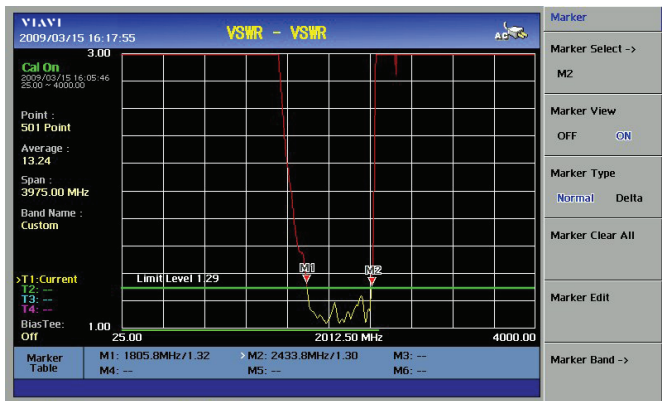 VIAVI
2009/03/15 16:17:55
VSWR - VSWR
AC
Cal On
2009/03/15 16:05:46
25.00 ~ 4000.00
Point :
501 Point
Average :
13.24
Span :
3975.00 MHz
Band Name :
Custom
>T1:Current
T2: --
T3: --
T4: --
BiasTee:
Off
3.00
M1
M2
Limit Level 1.29
1.00
25.00
2012.50 MHz
4000.00
Marker Table
M1: 1805.8MHz/1.32 >M2: 2433.8MHz/1.30 M3: --
M4: -- M5: -- M6: --
Marker
Marker Select ->
M2
Marker View
OFF ON
Marker Type
Normal Delta
Marker Clear All
Marker Edit
Marker Band ->